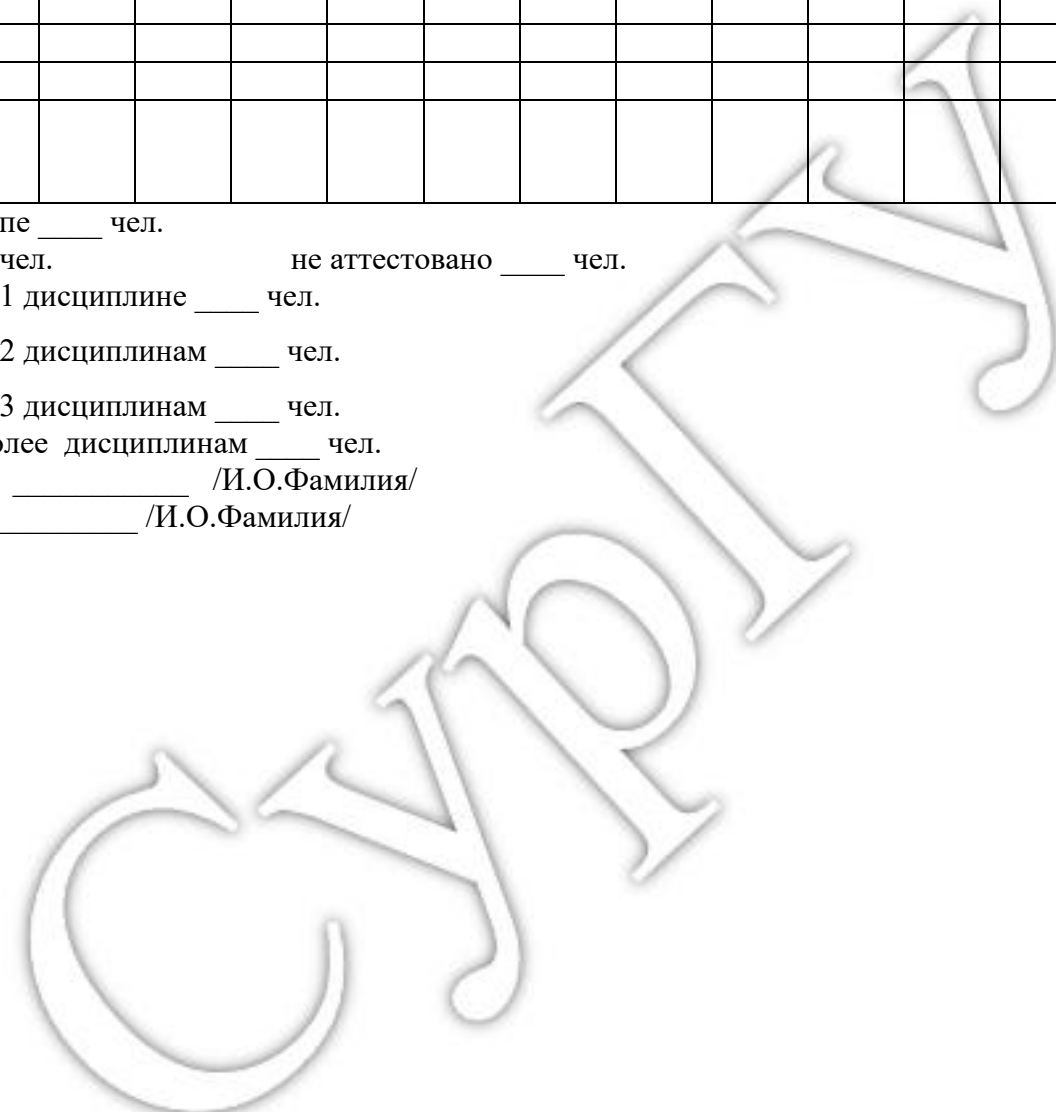 пе ____ чел.
чел. не аттестовано ____ чел.
1 дисциплине ____ чел.
2 дисциплинам ____ чел.
3 дисциплинам ____ чел.
олее дисциплинам ____ чел.
___________ /И.О.Фамилия/
_________ /И.О.Фамилия/
СурГУ